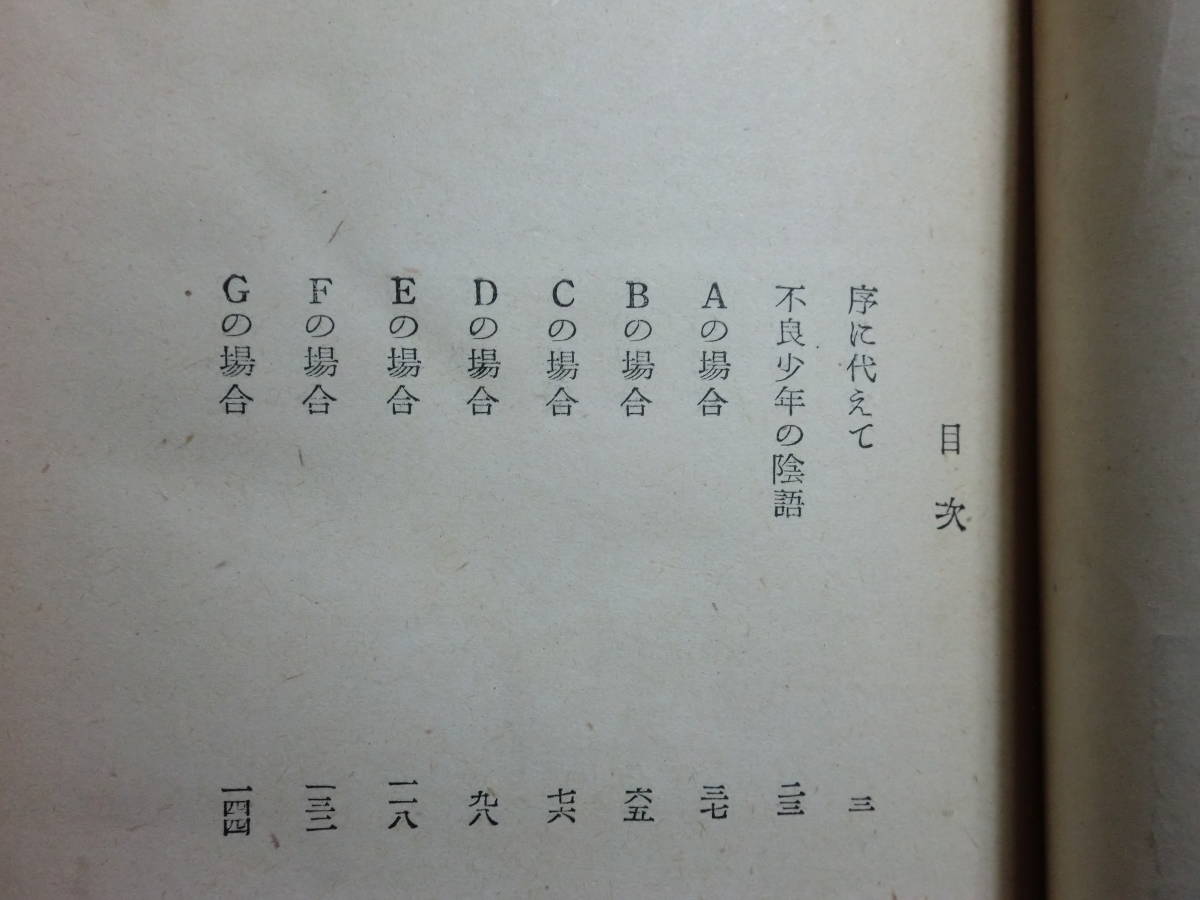 目次
序に代えて 三
不良少年の陰語 二三
Aの場合 三七
Bの場合 六五
Cの場合 七六
Dの場合 九八
Eの場合 一一八
Fの場合 一三二
Gの場合 一四四